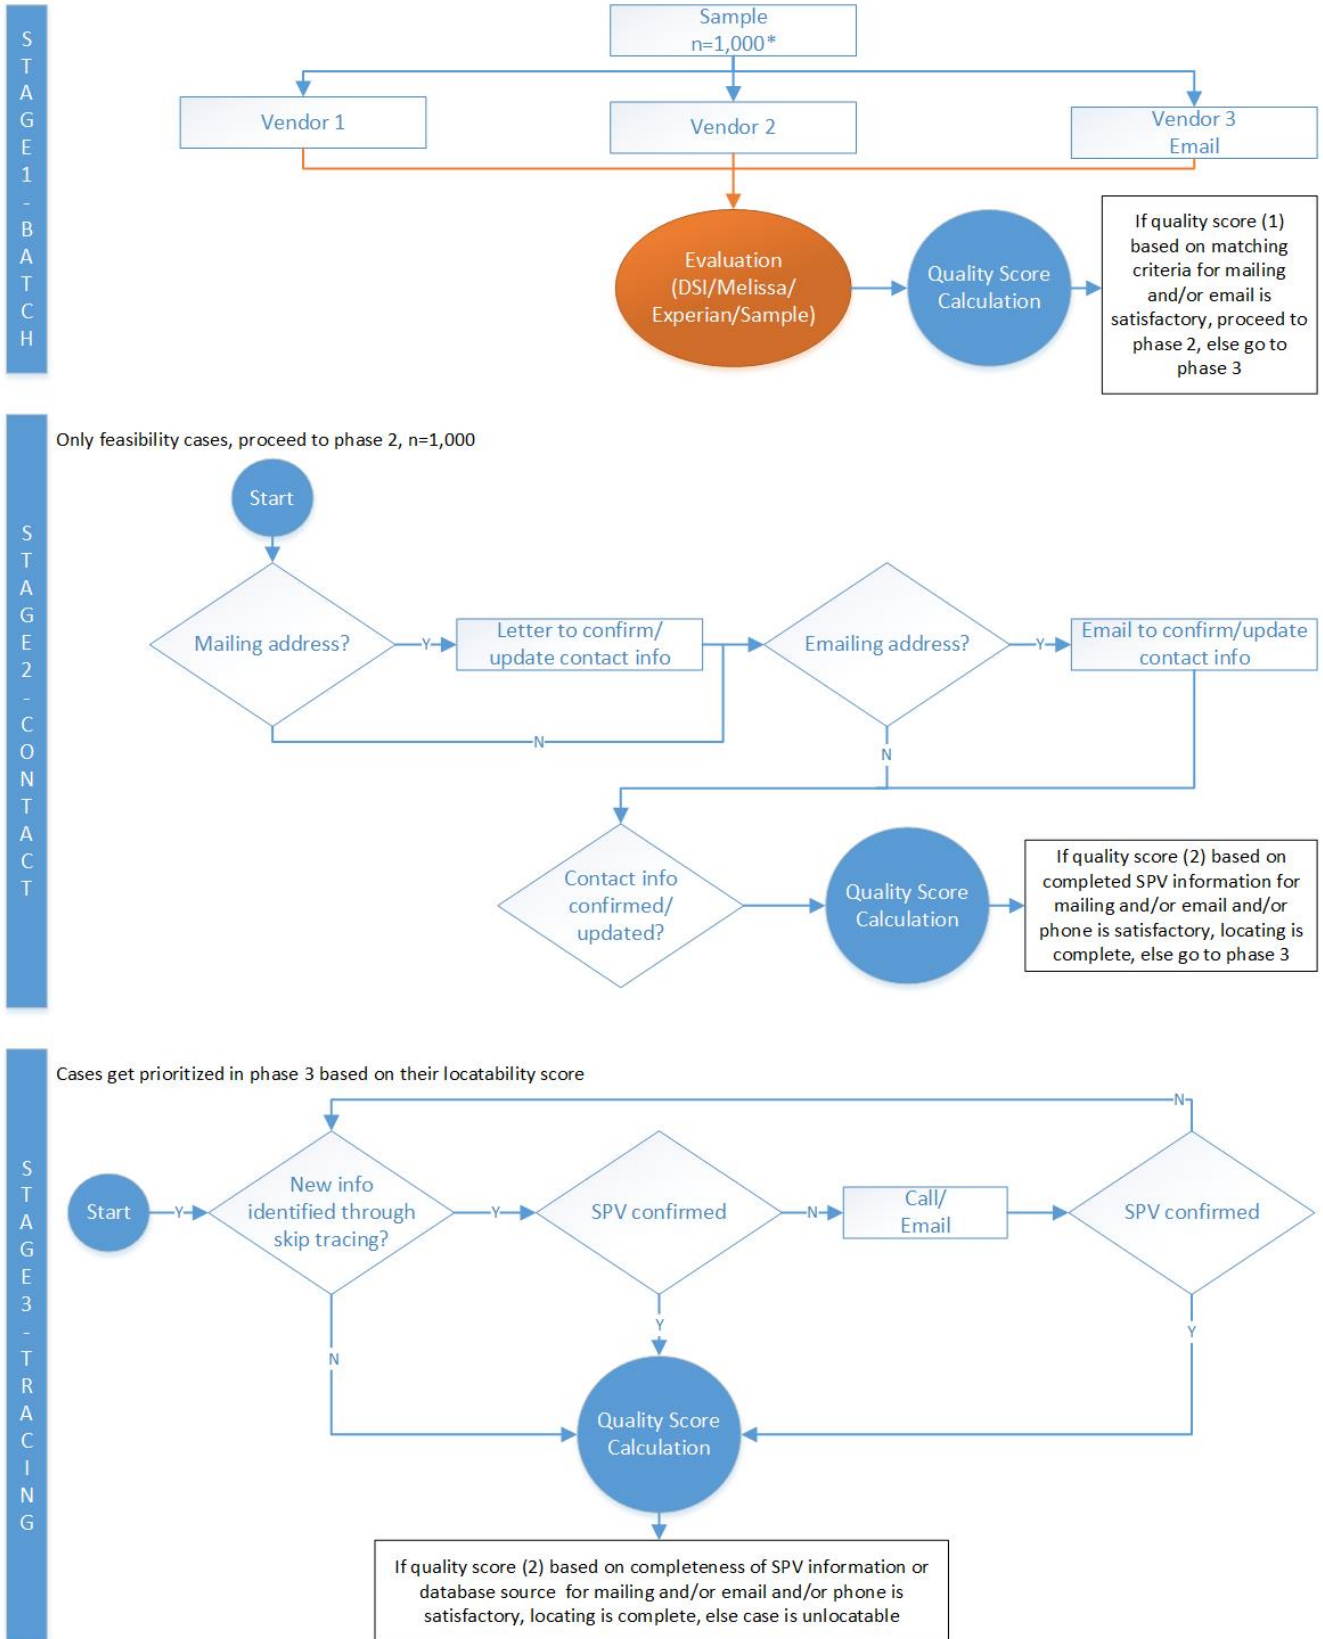 STAGE1-BATCH
Sample
n=1,000*
Vendor 1
Vendor 2
Vendor 3
Email
Evaluation
(DSI/Melissa/
Experian/Sample)
Quality Score
Calculation
If quality score (1)
based on matching
criteria for mailing
and/or email is
satisfactory, proceed to
phase 2, else go to
phase 3
STAGE2-CONTACT
Only feasibility cases, proceed to phase 2, n=1,000
Start
Mailing address?
Y
Letter to confirm/
update contact info
Emailing address?
Y
Email to confirm/update
contact info
N
N
Contact info
confirmed/
updated?
Quality Score
Calculation
If quality score (2) based on
completed SPV information for
mailing and/or email and/or
phone is satisfactory, locating is
complete, else go to phase 3
STAGE3-TRACING
Cases get prioritized in phase 3 based on their locatability score
N
Start
Y
New info
identified through
skip tracing?
Y
SPV confirmed
N
Call/
Email
SPV confirmed
Y
Y
N
Quality Score
Calculation
If quality score (2) based on completeness of SPV information or
database source for mailing and/or email and/or phone is
satisfactory, locating is complete, else case is unlocatable